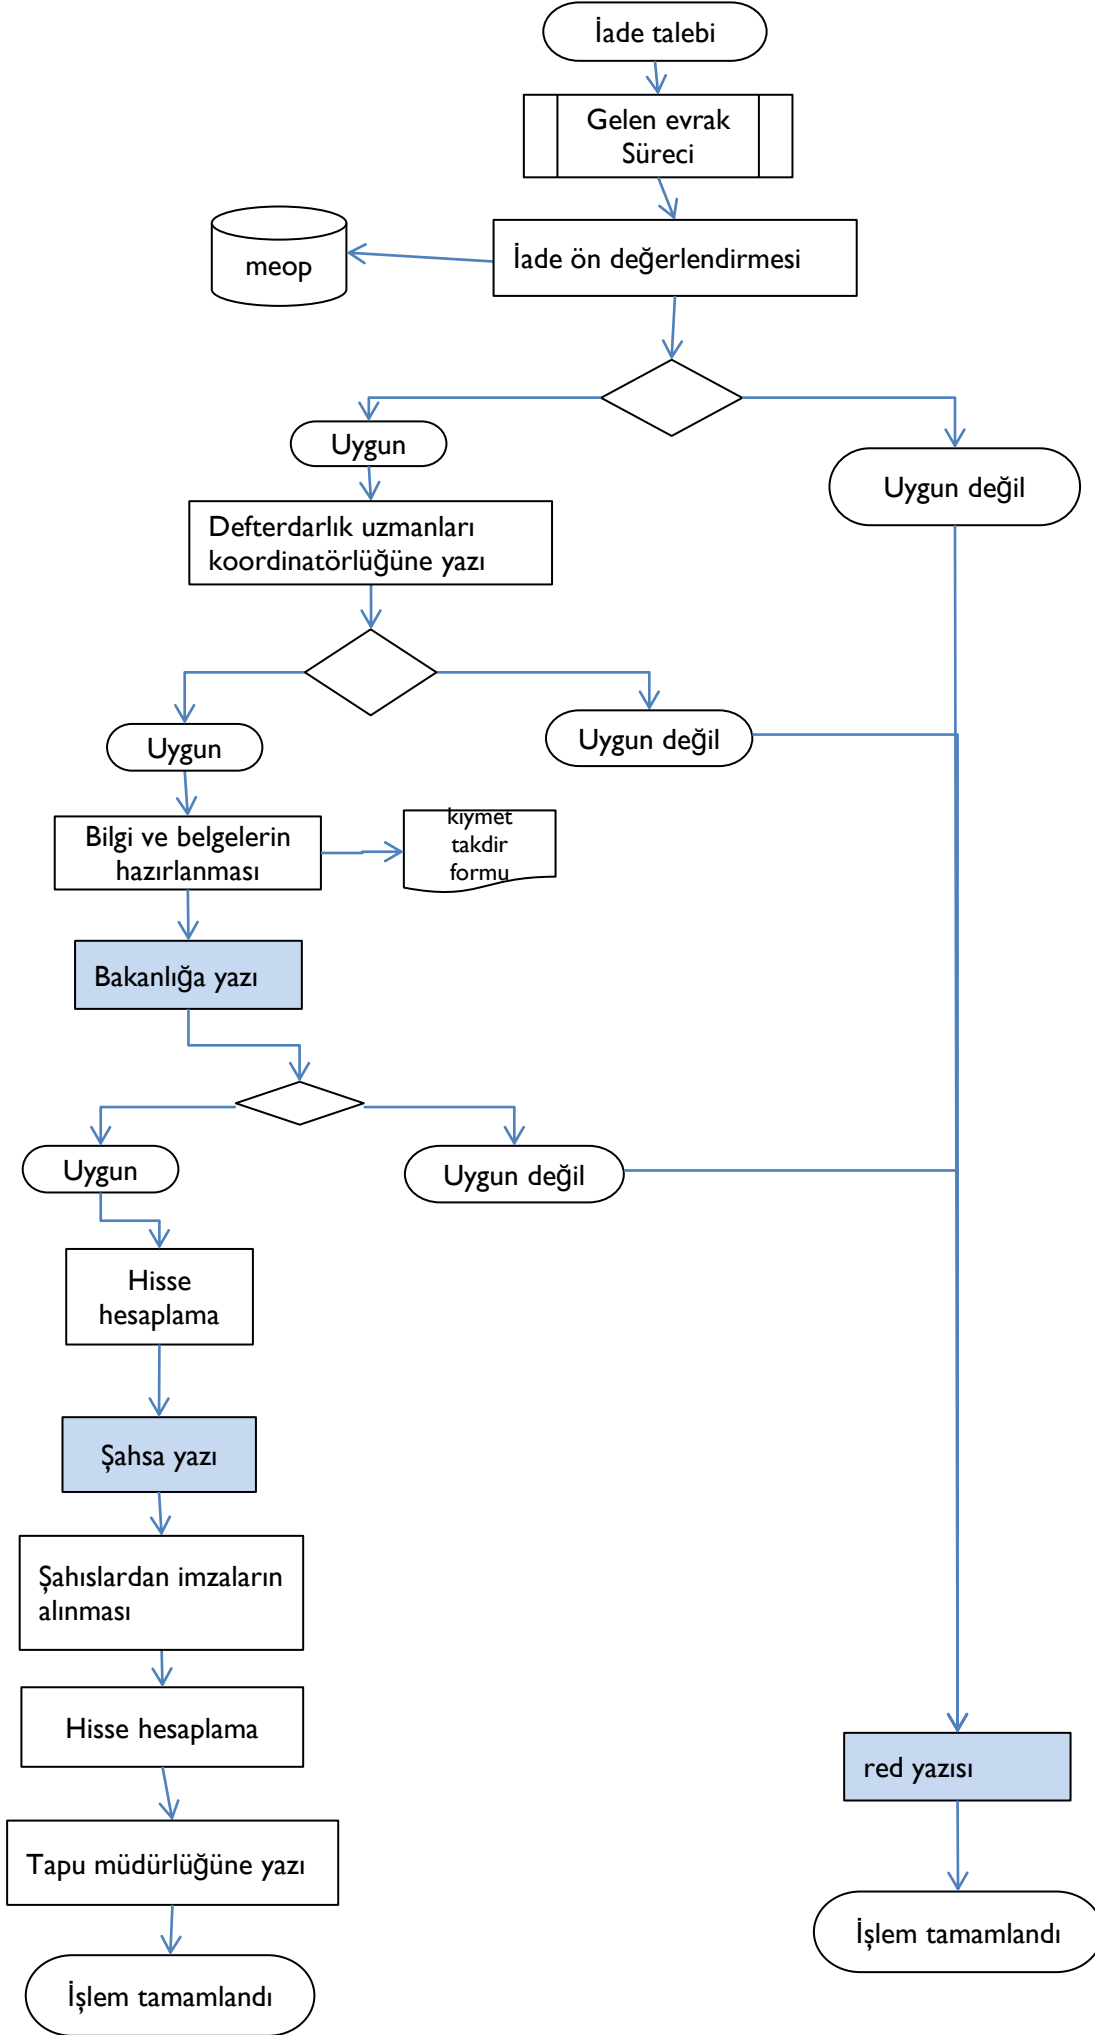 İade talebi
Gelen evrak
Süreci
meop
İade ön değerlendirmesi
Uygun
Uygun değil
Defterdarlık uzmanları
koordinatörlüğüne yazı
Uygun
Uygun değil
Bilgi ve belgelerin
hazırlanması
kıymet
takdir
formu
Bakanlığa yazı
Uygun
Uygun değil
Hisse
hesaplama
Şahsa yazı
Şahıslardan imzaların
alınması
Hisse hesaplama
red yazısı
Tapu müdürlüğüne yazı
İşlem tamamlandı
İşlem tamamlandı